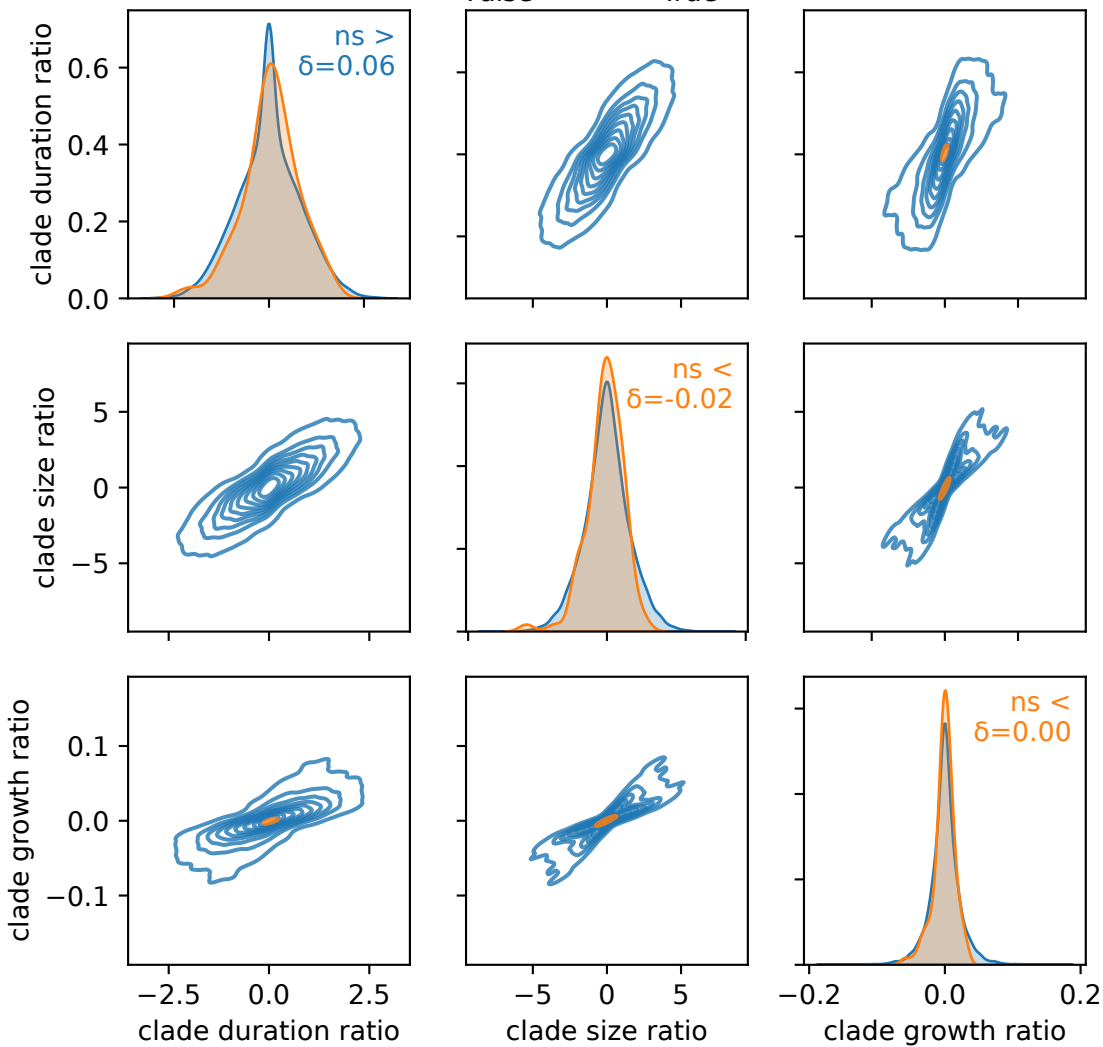 clade duration ratio
0.6
0.4
0.2
0.0
ns >
δ=0.06
clade size ratio
5
0
−5
ns <
δ=-0.02
clade growth ratio
0.1
0.0
−0.1
ns <
δ=0.00
−2.5 0.0 2.5
−5 0 5
−0.2 0.0 0.2
clade duration ratio
clade size ratio
clade growth ratio